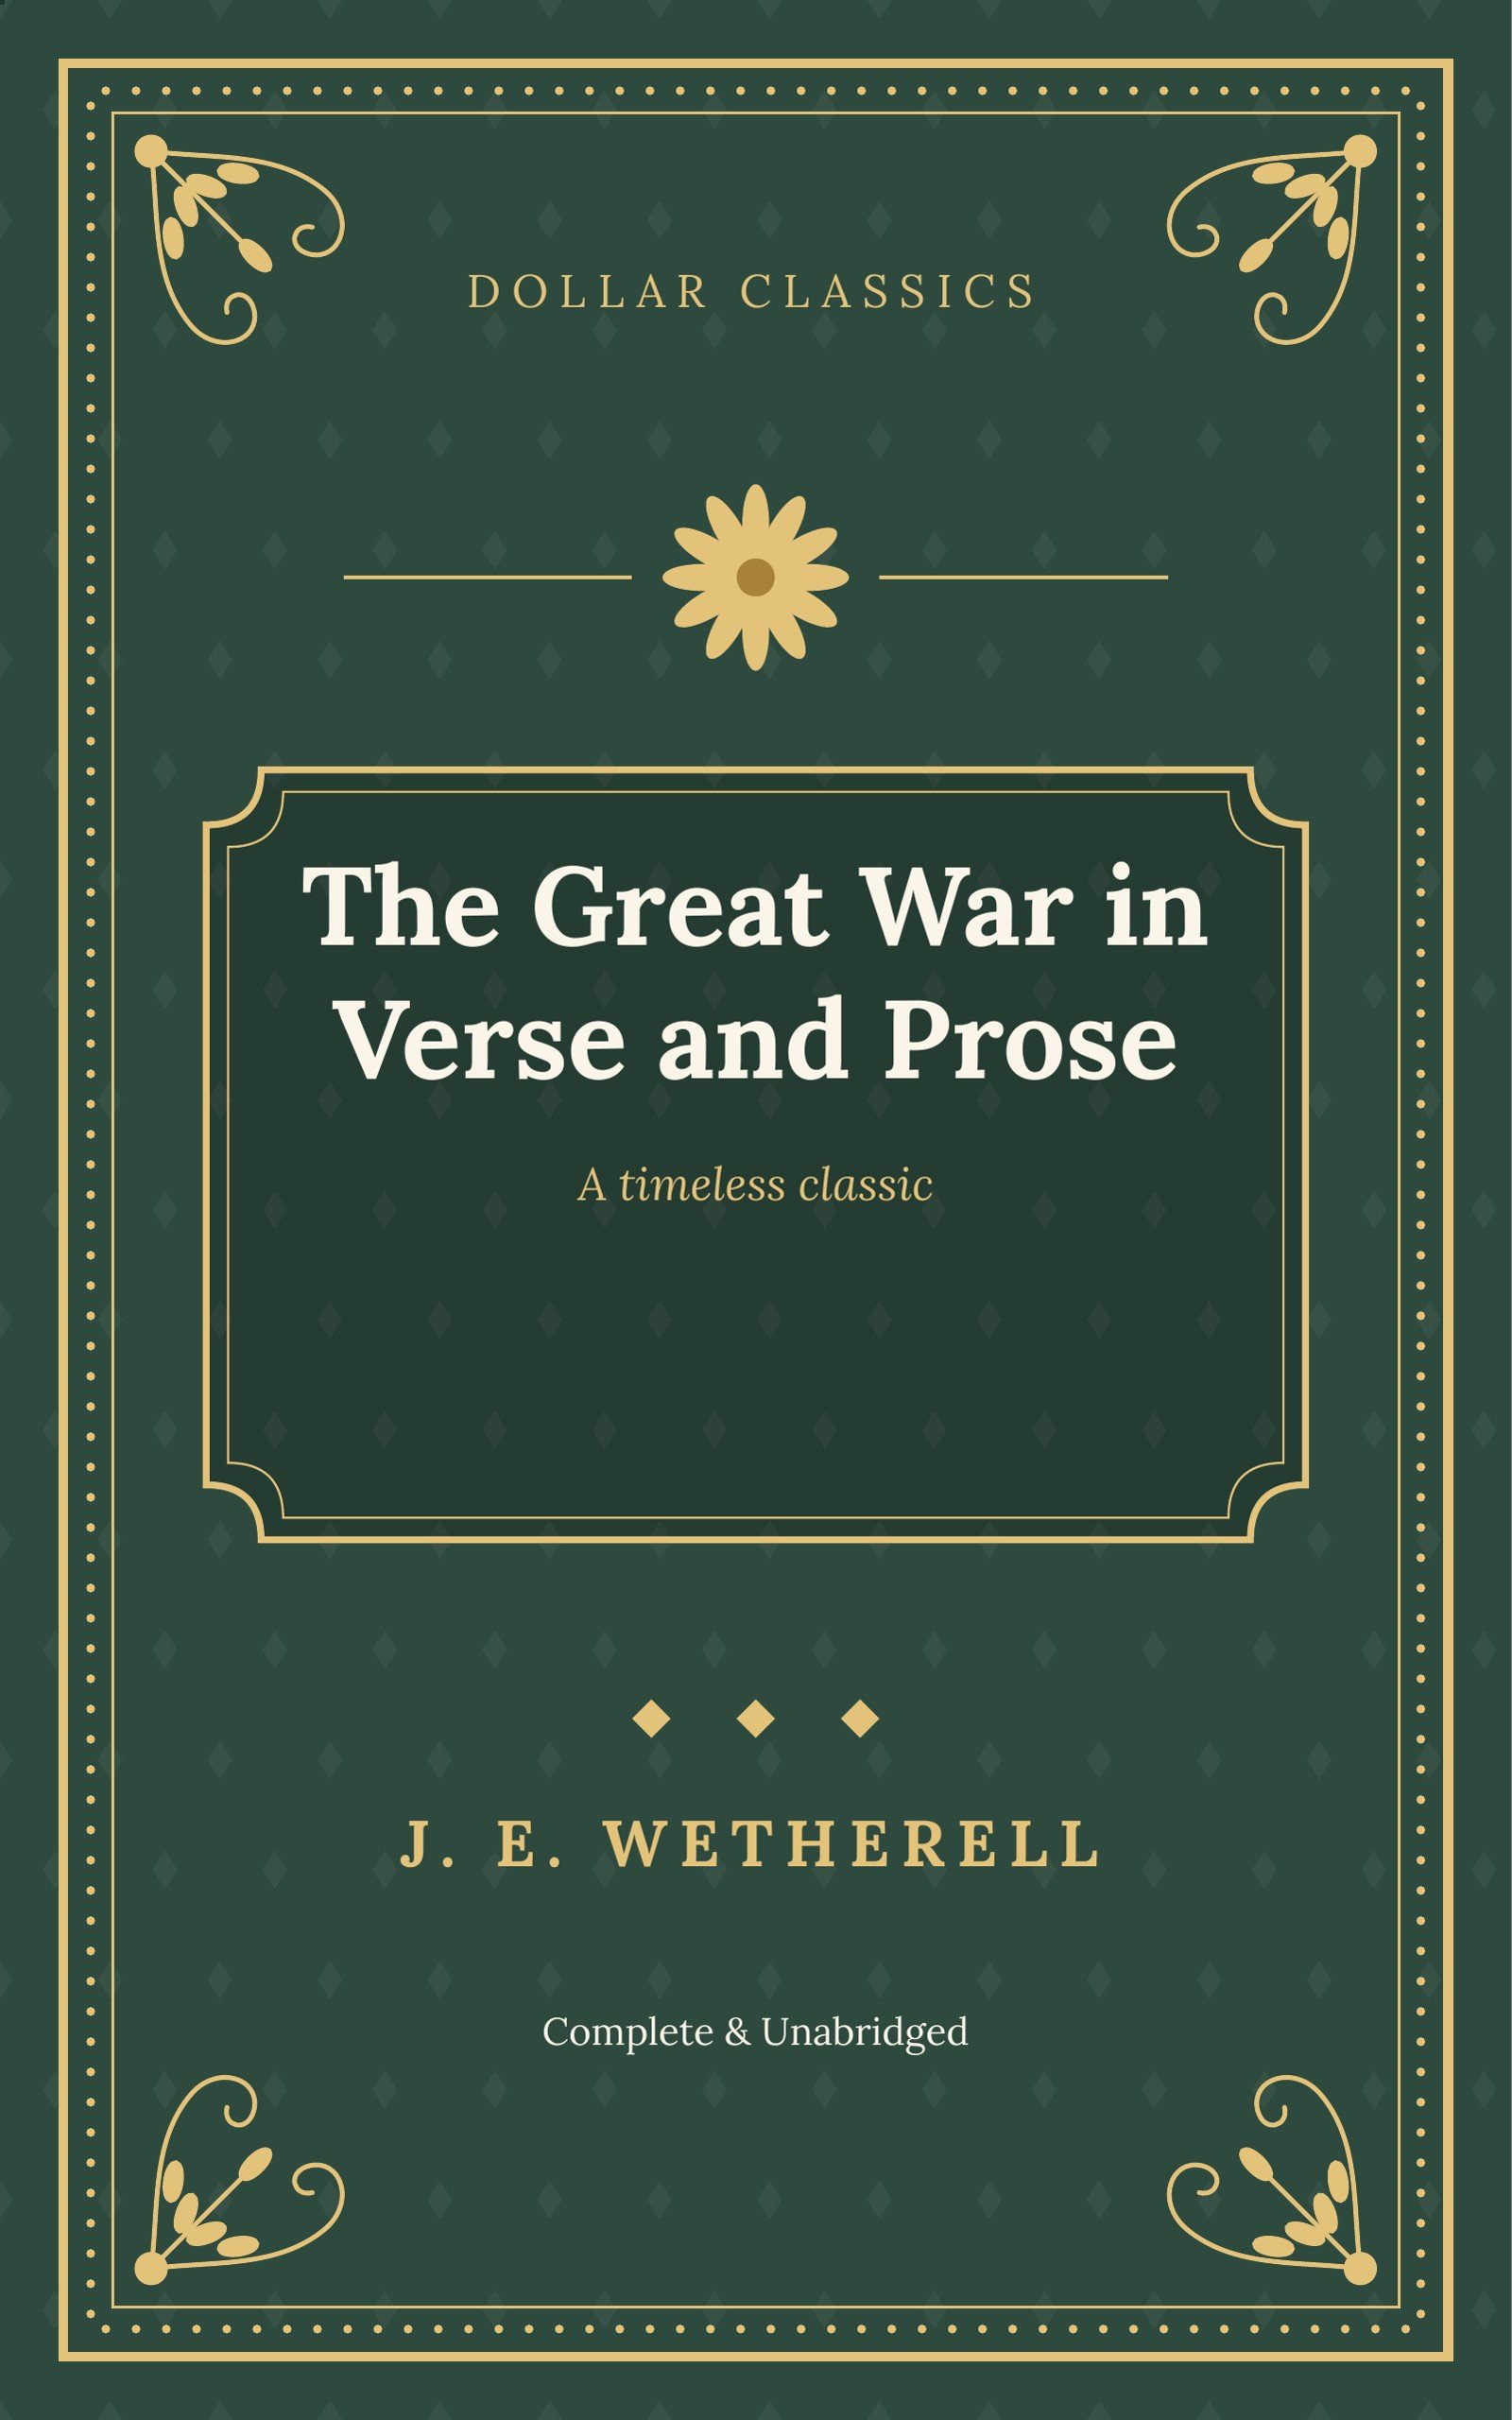 DOLLAR CLASSICS
The Great War in
Verse and Prose
A timeless classic
J. E. WETHERELL
Complete & Unabridged